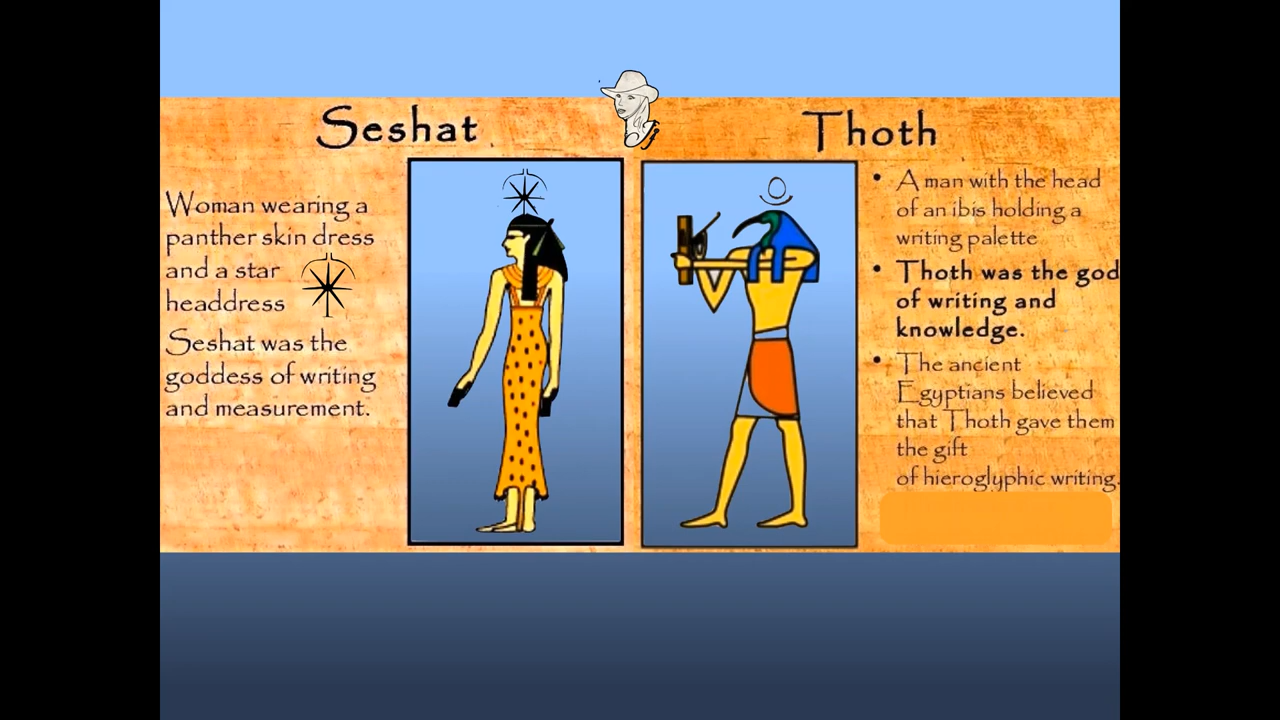 Seshat
Woman wearing a
panther skin dress
and a star
headdress
Seshat was the
goddess of writing
and measurement.
Thoth
• A man with the head
of an ibis holding a
writing palette
• Thoth was the god
of writing and
knowledge.
• The ancient
Egyptians believed
that Thoth gave them
the gift
of hieroglyphic writing.